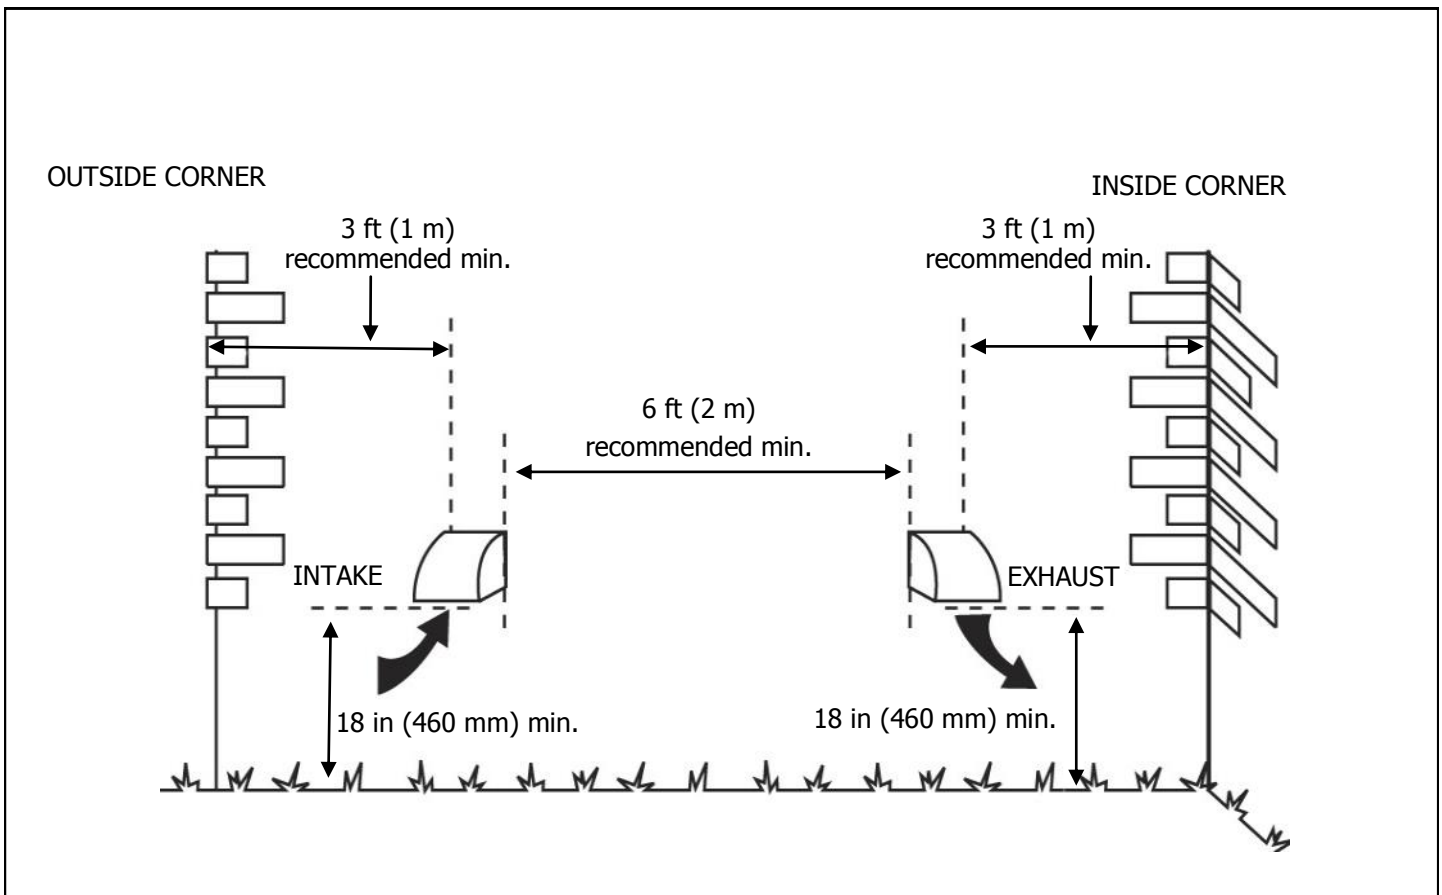 OUTSIDE CORNER
INSIDE CORNER
3 ft (1 m)
recommended min.
3 ft (1 m)
recommended min.
6 ft (2 m)
recommended min.
INTAKE
EXHAUST
18 in (460 mm) min.
18 in (460 mm) min.